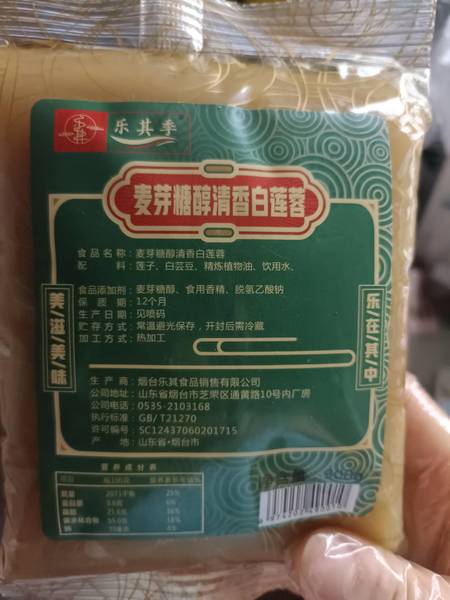 乐其季
麦芽糖醇清香白莲蓉
食品名称：麦芽糖醇清香白莲蓉
配 料：莲子、白芸豆、精炼植物油、饮用水、
食品添加剂：麦芽糖醇、食用香精、脱氢乙酸钠
保 质 期：12个月
生产日期：见喷码
贮存方式：常温避光保存，开封后需冷藏
加工方式：热加工
美/滋/美/味
乐/在/其/中
生 产 商：烟台乐其食品销售有限公司
公司地址：山东省烟台市芝罘区通黄路10号内厂房
公司电话：0535-2103168
执行标准：GB/T21270
许可编号：SC12437060201715
产 地：山东省·烟台市
营养成分表